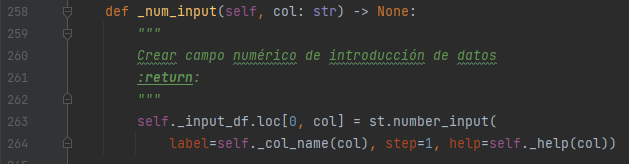 258 def _num_input(self, col: str) -> None:
259 """
260 Crear campo numérico de introducción de datos
261 :return:
262 """
263 self._input_df.loc[0, col] = st.number_input(
264 label=self._col_name(col), step=1, help=self._help(col))
265